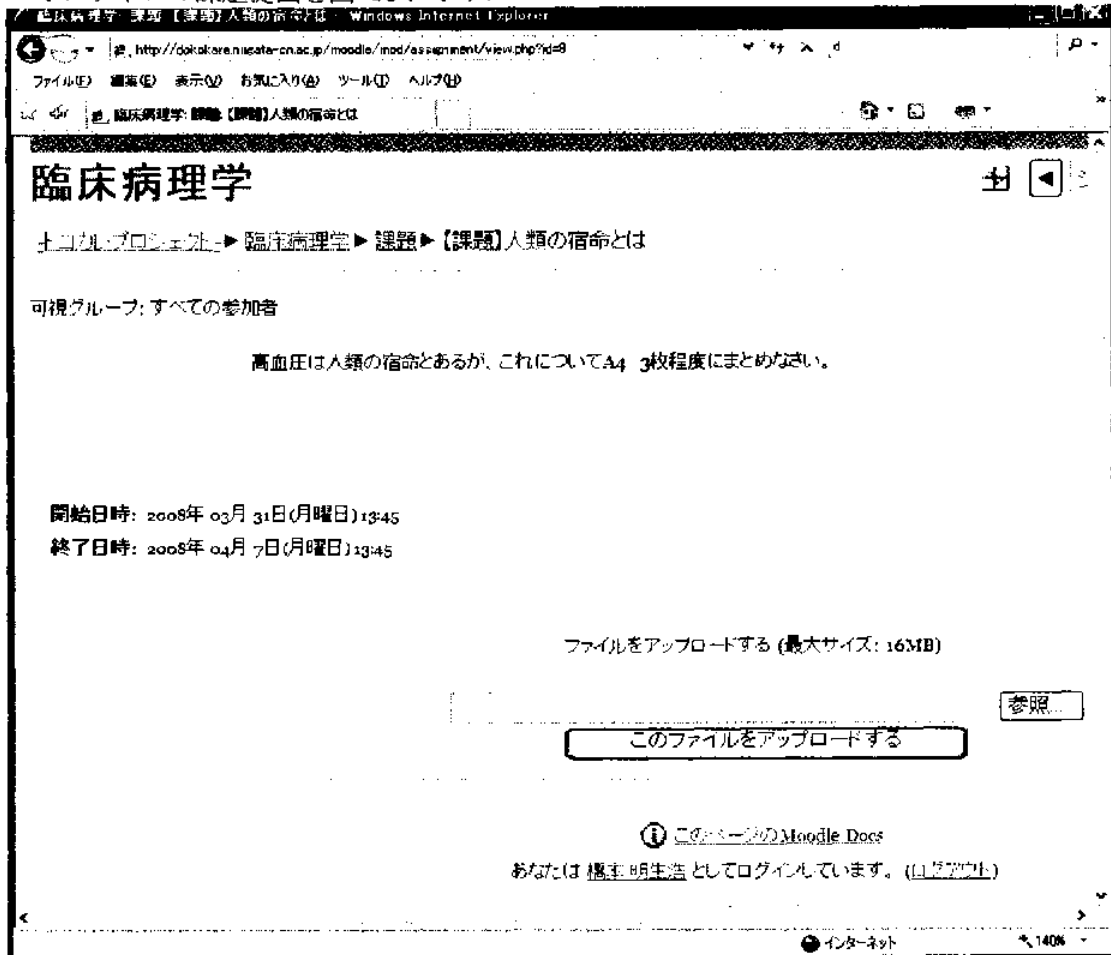 臨床病理学: 課題: 【課題】人類の宿命とは - Windows Internet Explorer
http://dokokare.niigata-cn.ac.jp/moodle/mod/assignment/view.php?id=8
ファイル(F) 編集(E) 表示(V) お気に入り(A) ツール(T) ヘルプ(H)
臨床病理学: 課題: 【課題】人類の宿命とは
臨床病理学
▶ 臨床病理学 ▶ 課題 ▶ 【課題】人類の宿命とは
可視グループ: すべての参加者
高血圧は人類の宿命とあるが、これについてA4 3枚程度にまとめなさい。
開始日時: 2008年 03月 31日(月曜日) 13:45
終了日時: 2008年 04月 7日(月曜日) 13:45
ファイルをアップロードする (最大サイズ: 16MB)
参照...
このファイルをアップロードする
このページの Moodle Docs
あなたは 橋本 明生浩 としてログインしています。 (ログアウト)
インターネット
140%